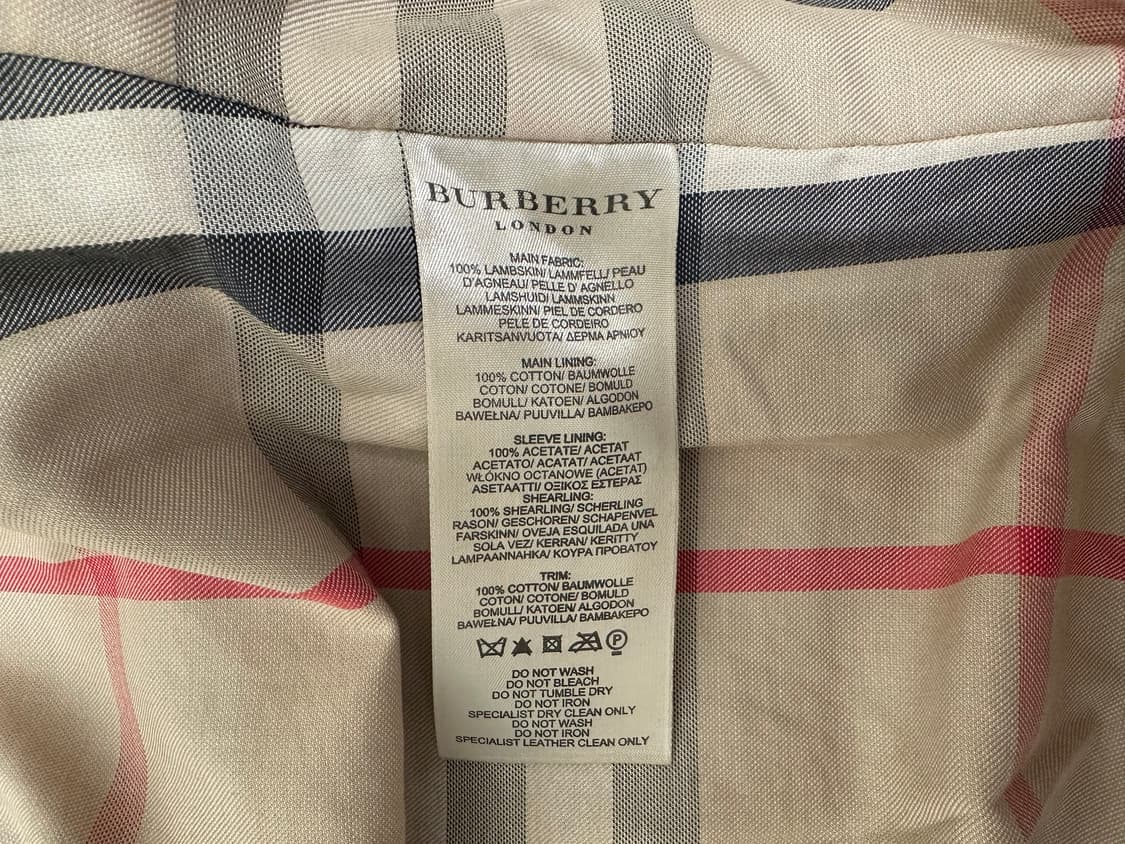 BURBERRY
LONDON
MAIN FABRIC:
100% LAMBSKIN/ LAMMFELL/ PEAU
D'AGNEAU/ PELLE D' AGNELLO
LAMSHUID/ LAMMSKINN
LAMMESKINN/ PIEL DE CORDERO
PELE DE CORDEIRO
KARITSANVUOTA/ ΔΕΡΜΑ ΑΡΝΙΟΥ
MAIN LINING:
100% COTTON/ BAUMWOLLE
COTON/ COTONE/ BOMULD
BOMULL/ KATOEN/ ALGODON
BAWEŁNA/ PUUVILLA/ ΒΑΜΒΑΚΕΡΟ
SLEEVE LINING:
100% ACETATE/ ACETAT
ACETATO/ ACATAT/ ACETAAT
WŁÓKNO OCTANOWE (ACETAT)
ASETAATTI/ ΟΞΙΚΟΣ ΕΣΤΕΡΑΣ
SHEARLING:
100% SHEARLING/ SCHERLING
RASON/ GESCHOREN/ SCHAPENVEL
FARSKINN/ OVEJA ESQUILADA UNA
SOLA VEZ/ KERRAN/ KERITTY
LAMPAANNAHKA/ ΚΟΥΡΑ ΠΡΟΒΑΤΟΥ
TRIM:
100% COTTON/ BAUMWOLLE
COTON/ COTONE/ BOMULD
BOMULL/ KATOEN/ ALGODON
BAWEŁNA/ PUUVILLA/ ΒΑΜΒΑΚΕΡΟ
P
DO NOT WASH
DO NOT BLEACH
DO NOT TUMBLE DRY
DO NOT IRON
SPECIALIST DRY CLEAN ONLY
DO NOT WASH
DO NOT IRON
SPECIALIST LEATHER CLEAN ONLY